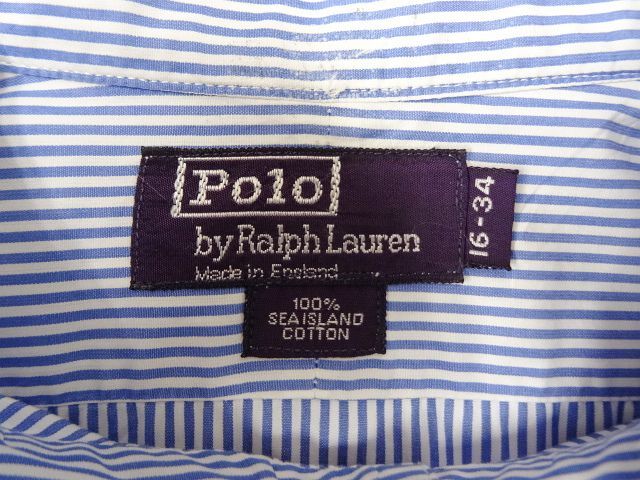 Polo
by Ralph Lauren
Made in England
16-34
100%
SEA ISLAND
COTTON